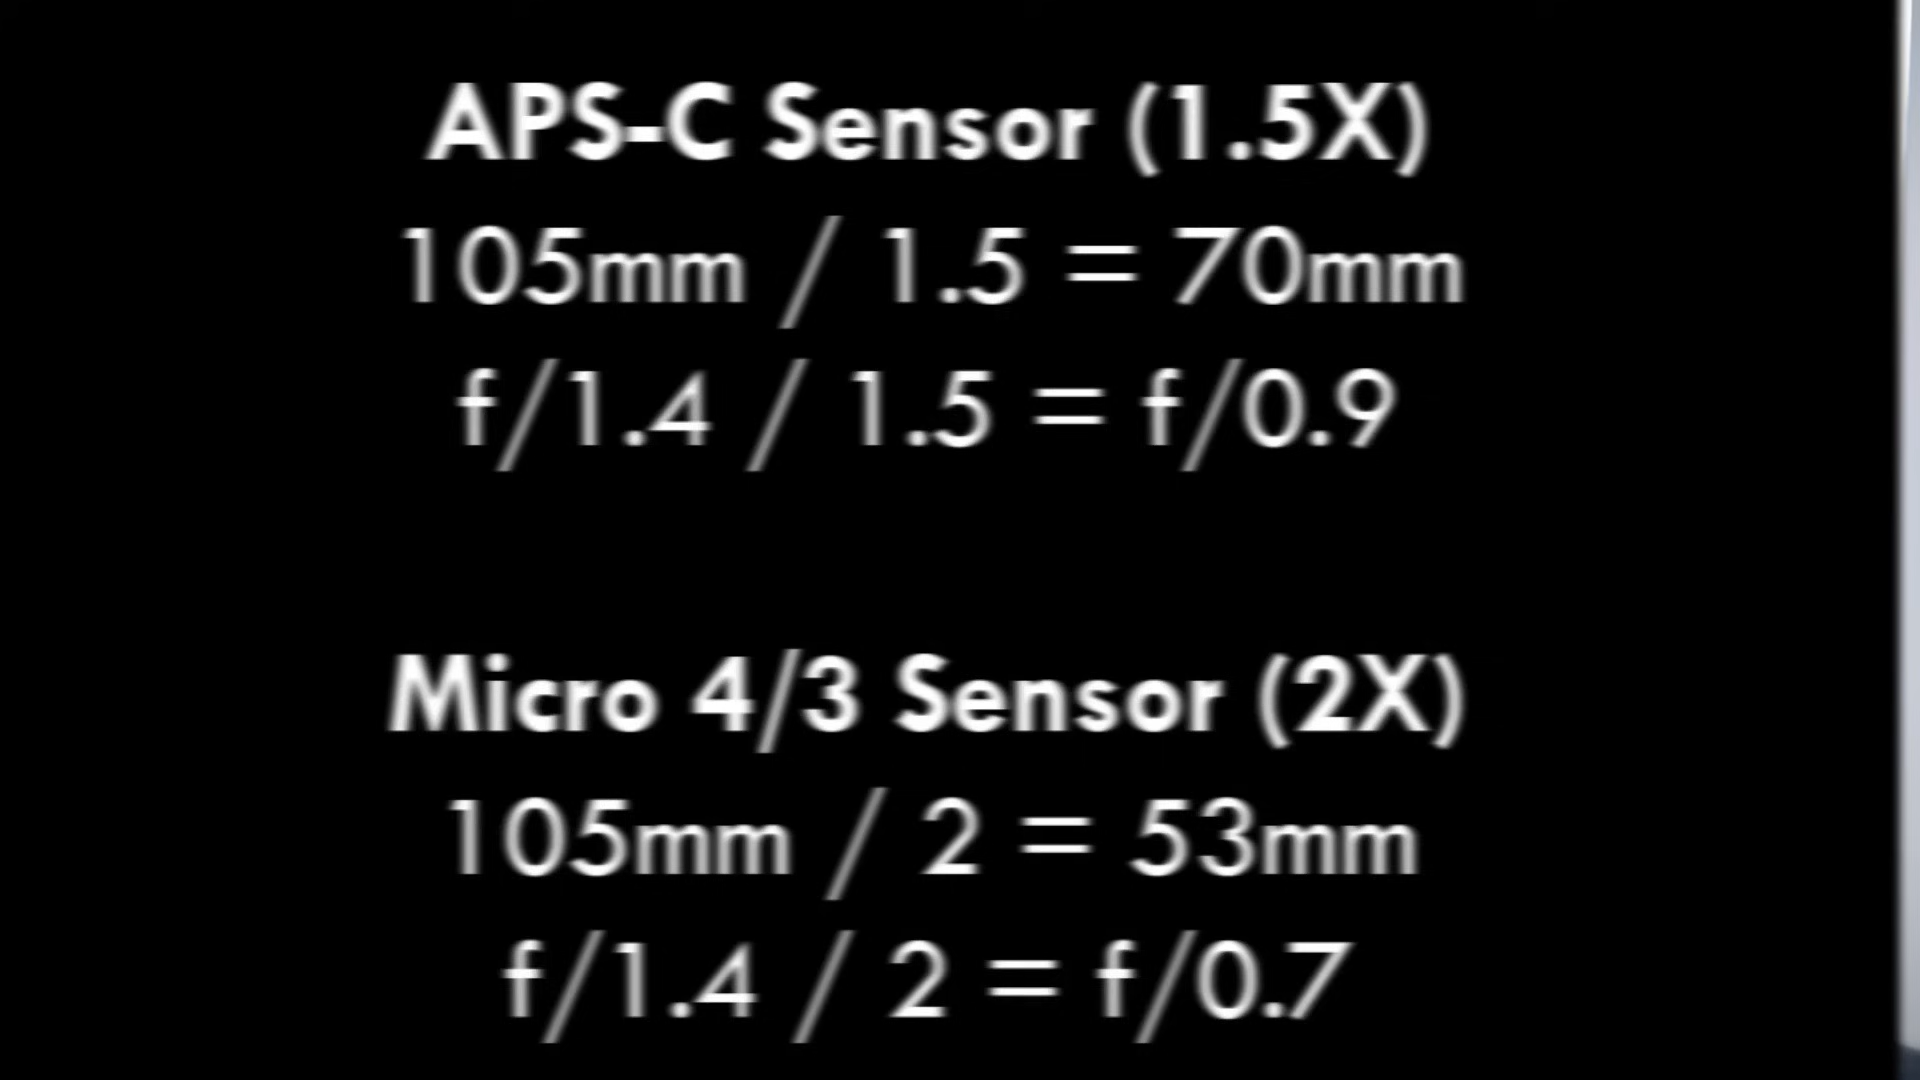 APS-C Sensor (1.5X)
105mm / 1.5 = 70mm
f/1.4 / 1.5 = f/0.9
Micro 4/3 Sensor (2X)
105mm / 2 = 53mm
f/1.4 / 2 = f/0.7